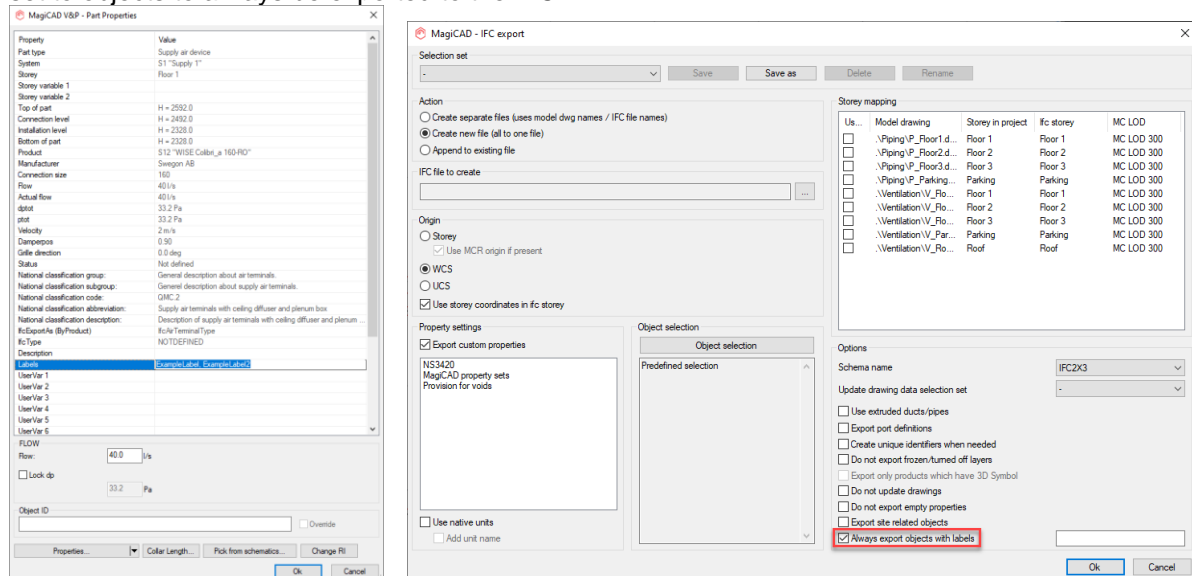 MagiCAD V&P - Part Properties
Property Value
Part type Supply air device
System S1 "Supply 1"
Storey Floor 1
Storey variable 1
Storey variable 2
Top of part H = 2592.0
Connection level H = 2492.0
Installation level H = 2328.0
Bottom of part H = 2328.0
Product S12 "WISE Colibri_a 160-RO"
Manufacturer Swegon AB
Connection size 160
Flow 40 l/s
Actual flow 40 l/s
dptot 33.2 Pa
ptot 33.2 Pa
Velocity 2 m/s
Damperpos 0.90
Grille direction 0.0 deg
Status Not defined
National classification group: General description about air terminals.
National classification subgroup: General description about supply air terminals.
National classification code: QMC.2
National classification abbreviation: Supply air terminals with ceiling diffuser and plenum box
National classification description: Description of supply air terminals with ceiling diffuser and plenum ...
IfcExportAs (ByProduct) IfcAirTerminalType
IfcType NOTDEFINED
Description
Labels ExampleLabel, ExampleLabel2
UserVar 1
UserVar 2
UserVar 3
UserVar 4
UserVar 5
UserVar 6
FLOW
Flow: 40.0 l/s
Lock dp
33.2 Pa
Object ID
Override
Properties... Collar Length... Pick from schematics... Change FI
Ok Cancel
MagiCAD - IFC export
Selection set
- Save Save as Delete Rename
Action
Create separate files (uses model dwg names / IFC file names)
Create new file (all to one file)
Append to existing file
IFC file to create
...
Origin
Storey
Use MCR origin if present
WCS
UCS
Use storey coordinates in ifc storey
Property settings
Export custom properties
NS3420
MagiCAD property sets
Provision for voids
Use native units
Add unit name
Object selection
Object selection
Predefined selection
Storey mapping
Us... Model drawing Storey in project Ifc storey MC LOD
.\Piping\P_Floor1.d... Floor 1 Floor 1 MC LOD 300
.\Piping\P_Floor2.d... Floor 2 Floor 2 MC LOD 300
.\Piping\P_Floor3.d... Floor 3 Floor 3 MC LOD 300
.\Piping\P_Parking... Parking Parking MC LOD 300
.\Ventilation\V_Flo... Floor 1 Floor 1 MC LOD 300
.\Ventilation\V_Flo... Floor 2 Floor 2 MC LOD 300
.\Ventilation\V_Flo... Floor 3 Floor 3 MC LOD 300
.\Ventilation\V_Par... Parking Parking MC LOD 300
.\Ventilation\V_Ro... Roof Roof MC LOD 300
Options
Schema name IFC2X3
Update drawing data selection set -
Use extruded ducts/pipes
Export port definitions
Create unique identifiers when needed
Do not export frozen/turned off layers
Export only products which have 3D Symbol
Do not update drawings
Do not export empty properties
Export site related objects
Always export objects with labels
Ok Cancel